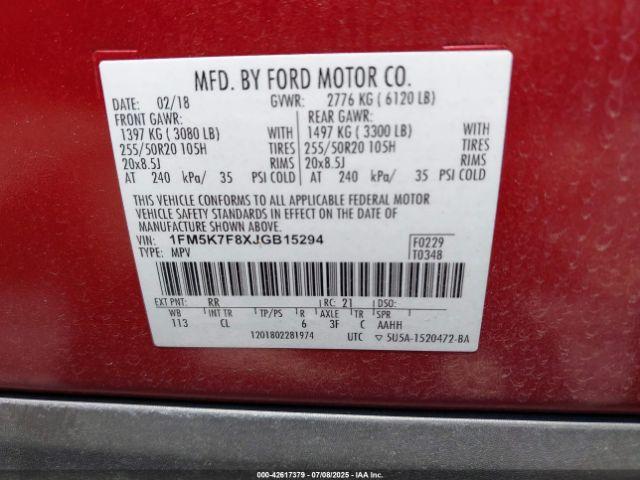 MFD. BY FORD MOTOR CO.
DATE: 02/18 GVWR: 2776 KG ( 6120 LB)
FRONT GAWR: REAR GAWR:
1397 KG ( 3080 LB) WITH 1497 KG ( 3300 LB) WITH
255/50R20 105H TIRES 255/50R20 105H TIRES
20x8.5J RIMS 20x8.5J RIMS
AT 240 kPa/ 35 PSI COLD AT 240 kPa/ 35 PSI COLD
THIS VEHICLE CONFORMS TO ALL APPLICABLE FEDERAL MOTOR
VEHICLE SAFETY STANDARDS IN EFFECT ON THE DATE OF
MANUFACTURE SHOWN ABOVE.
VIN: 1FM5K7F8XJGB15294 F0229
TYPE: MPV T0348
EXT PNT: RR RC: 21 DSO:
WB INT TR TP/PS R AXLE TR SPR
113 CL 6 3F C AAHH
1201802281974 UTC ▽ 5U5A-1520472-BA
000-42617379 - 07/08/2025 - IAAI.com